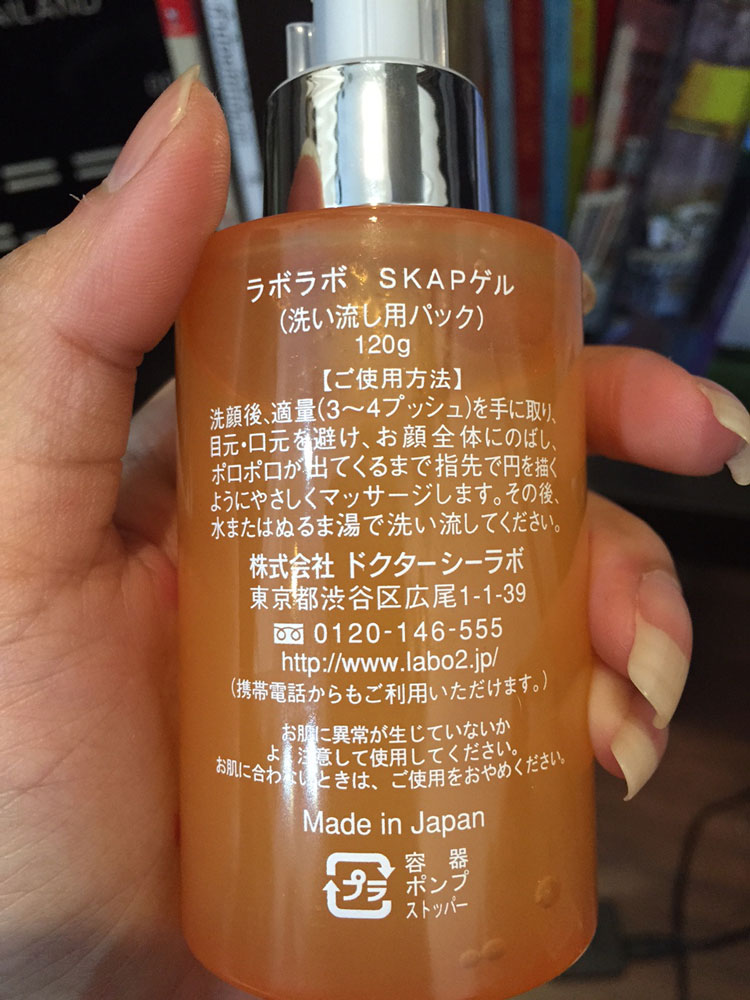 ラボラボ SKAPゲル
(洗い流し用パック)
120g
【ご使用方法】
洗顔後、適量(3〜4プッシュ)を手に取り、
目元・口元を避け、お顔全体にのばし、
ポロポロが出てくるまで指先で円を描く
ようにやさしくマッサージします。その後、
水またはぬるま湯で洗い流してください。
株式会社 ドクターシーラボ
東京都渋谷区広尾1-1-39
0120-146-555
http://www.labo2.jp/
(携帯電話からもご利用いただけます。)
お肌に異常が生じていないか
よく注意して使用してください。
お肌に合わないときは、ご使用をおやめください。
Made in Japan
プラ
容器
ポンプ
ストッパー